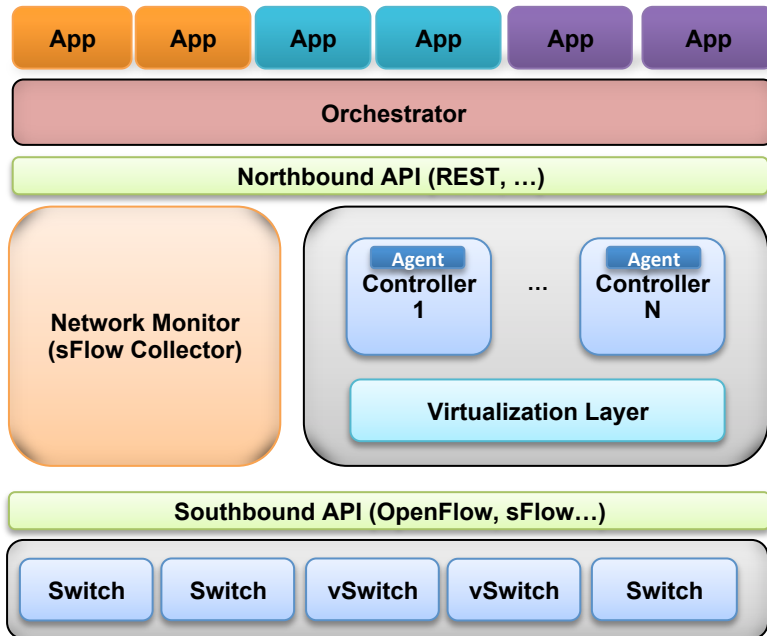 App App App App App App
Orchestrator
Northbound API (REST, …)
Network Monitor
(sFlow Collector)
Agent
Controller
1
…
Agent
Controller
N
Virtualization Layer
Southbound API (OpenFlow, sFlow…)
Switch Switch vSwitch vSwitch Switch